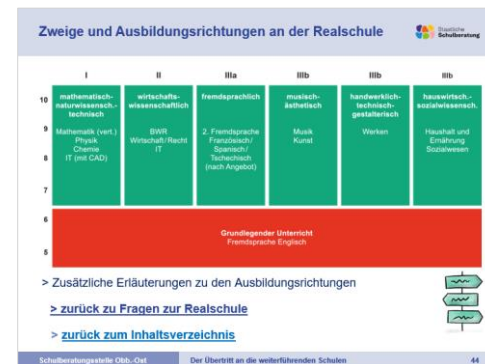 Zweige und Ausbildungsrichtungen an der Realschule
Staatliche
Schulberatung
I
II
IIIa
IIIb
IIIb
IIIb
10
9
8
7
6
5
mathematisch-
naturwissensch.-
technisch
Mathematik (vert.)
Physik
Chemie
IT (mit CAD)
wirtschafts-
wissenschaftlich
BWR
Wirtschaft/Recht
IT
fremdsprachlich
2. Fremdsprache
Französisch/
Spanisch/
Tschechisch
(nach Angebot)
musisch-
ästhetisch
Musik
Kunst
handwerklich-
technisch-
gestalterisch
Werken
hauswirtsch.-
sozialwissensch.
Haushalt und
Ernährung
Sozialwesen
Grundlegender Unterricht
Fremdsprache Englisch
> Zusätzliche Erläuterungen zu den Ausbildungsrichtungen
> zurück zu Fragen zur Realschule
> zurück zum Inhaltsverzeichnis
Schulberatungsstelle Obb.-Ost
Der Übertritt an die weiterführenden Schulen
44